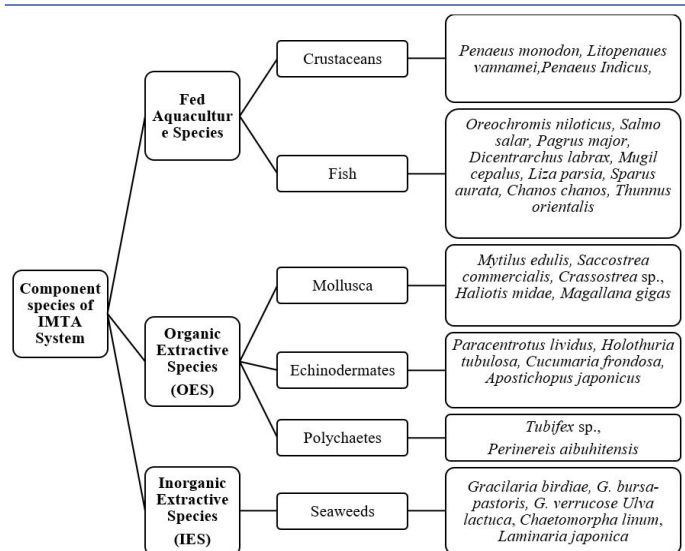 Component
species of
IMTA
System
Fed
Aquacultur
e Species
Crustaceans
Penaeus monodon, Litopenaues
vannamei,Penaeus Indicus,
Fish
Oreochromis niloticus, Salmo
salar, Pagrus major,
Dicentrarchus labrax, Mugil
cepalus, Liza parsia, Sparus
aurata, Chanos chanos, Thunnus
orientalis
Organic
Extractive
Species
(OES)
Mollusca
Mytilus edulis, Saccostrea
commercialis, Crassostrea sp.,
Haliotis midae, Magallana gigas
Echinodermates
Paracentrotus lividus, Holothuria
tubulosa, Cucumaria frondosa,
Apostichopus japonicus
Polychaetes
Tubifex sp.,
Perinereis aibuhitensis
Inorganic
Extractive
Species
(IES)
Seaweeds
Gracilaria birdiae, G. bursa-
pastoris, G. verrucose Ulva
lactuca, Chaetomorpha linum,
Laminaria japonica